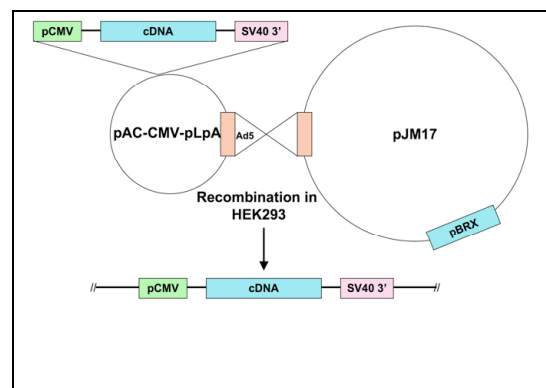 pCMV cDNA SV40 3'
pAC-CMV-pLpA Ad5 pJM17
Recombination in
HEK293
pBRX
// pCMV cDNA SV40 3' //